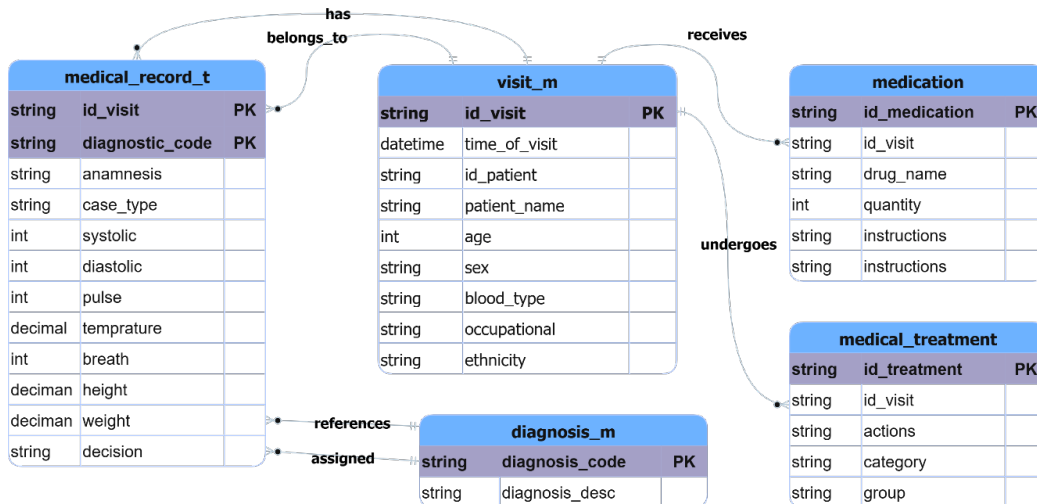 has
belongs_to
receives
undergoes
references
assigned
medical_record_t
string id_visit PK
string diagnostic_code PK
string anamnesis
string case_type
int systolic
int diastolic
int pulse
decimal temprature
int breath
deciman height
deciman weight
string decision
visit_m
string id_visit PK
datetime time_of_visit
string id_patient
string patient_name
int age
string sex
string blood_type
string occupational
string ethnicity
diagnosis_m
string diagnosis_code PK
string diagnosis_desc
medication
string id_medication PK
string id_visit
string drug_name
int quantity
string instructions
string instructions
medical_treatment
string id_treatment PK
string id_visit
string actions
string category
string group